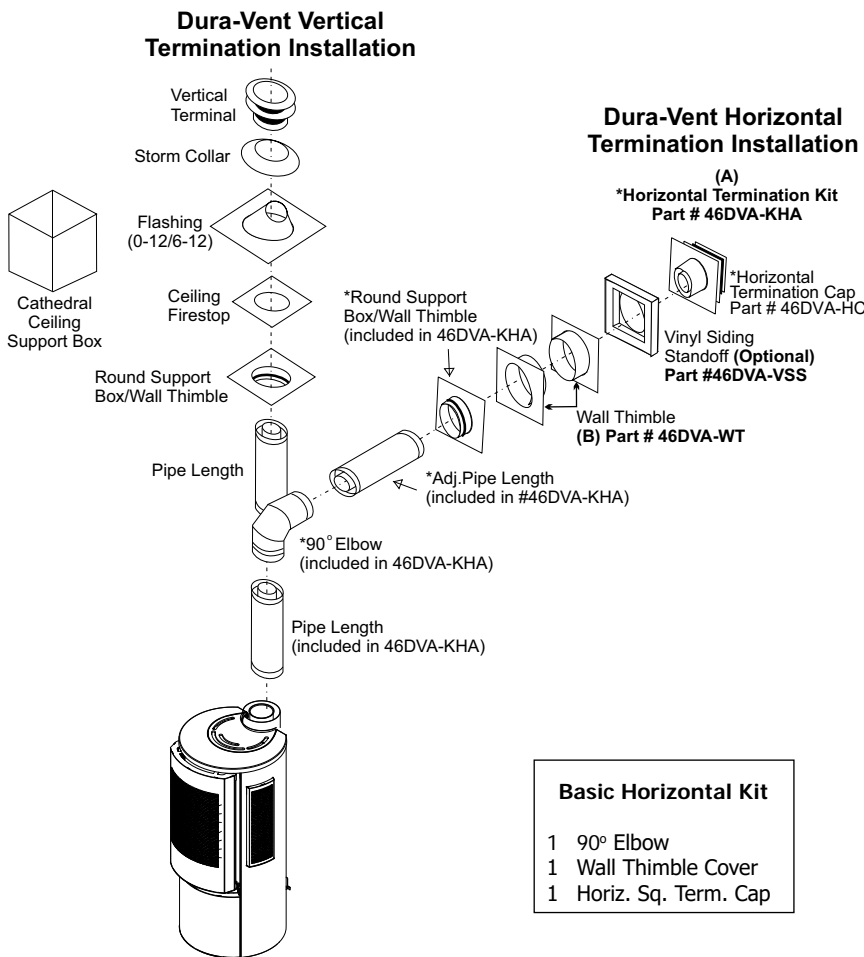 Dura-Vent Vertical
Termination Installation
Vertical
Terminal
Storm Collar
Flashing
(0-12/6-12)
Ceiling
Firestop
Round Support
Box/Wall Thimble
Pipe Length
Cathedral
Ceiling
Support Box
Dura-Vent Horizontal
Termination Installation
(A)
*Horizontal Termination Kit
Part # 46DVA-KHA
*Horizontal
Termination Cap
Part # 46DVA-HC
*Round Support
Box/Wall Thimble
(included in 46DVA-KHA)
Vinyl Siding
Standoff (Optional)
Part #46DVA-VSS
Wall Thimble
(B) Part # 46DVA-WT
*Adj.Pipe Length
(included in #46DVA-KHA)
*90° Elbow
(included in 46DVA-KHA)
Pipe Length
(included in 46DVA-KHA)
Basic Horizontal Kit
1 90º Elbow
1 Wall Thimble Cover
1 Horiz. Sq. Term. Cap